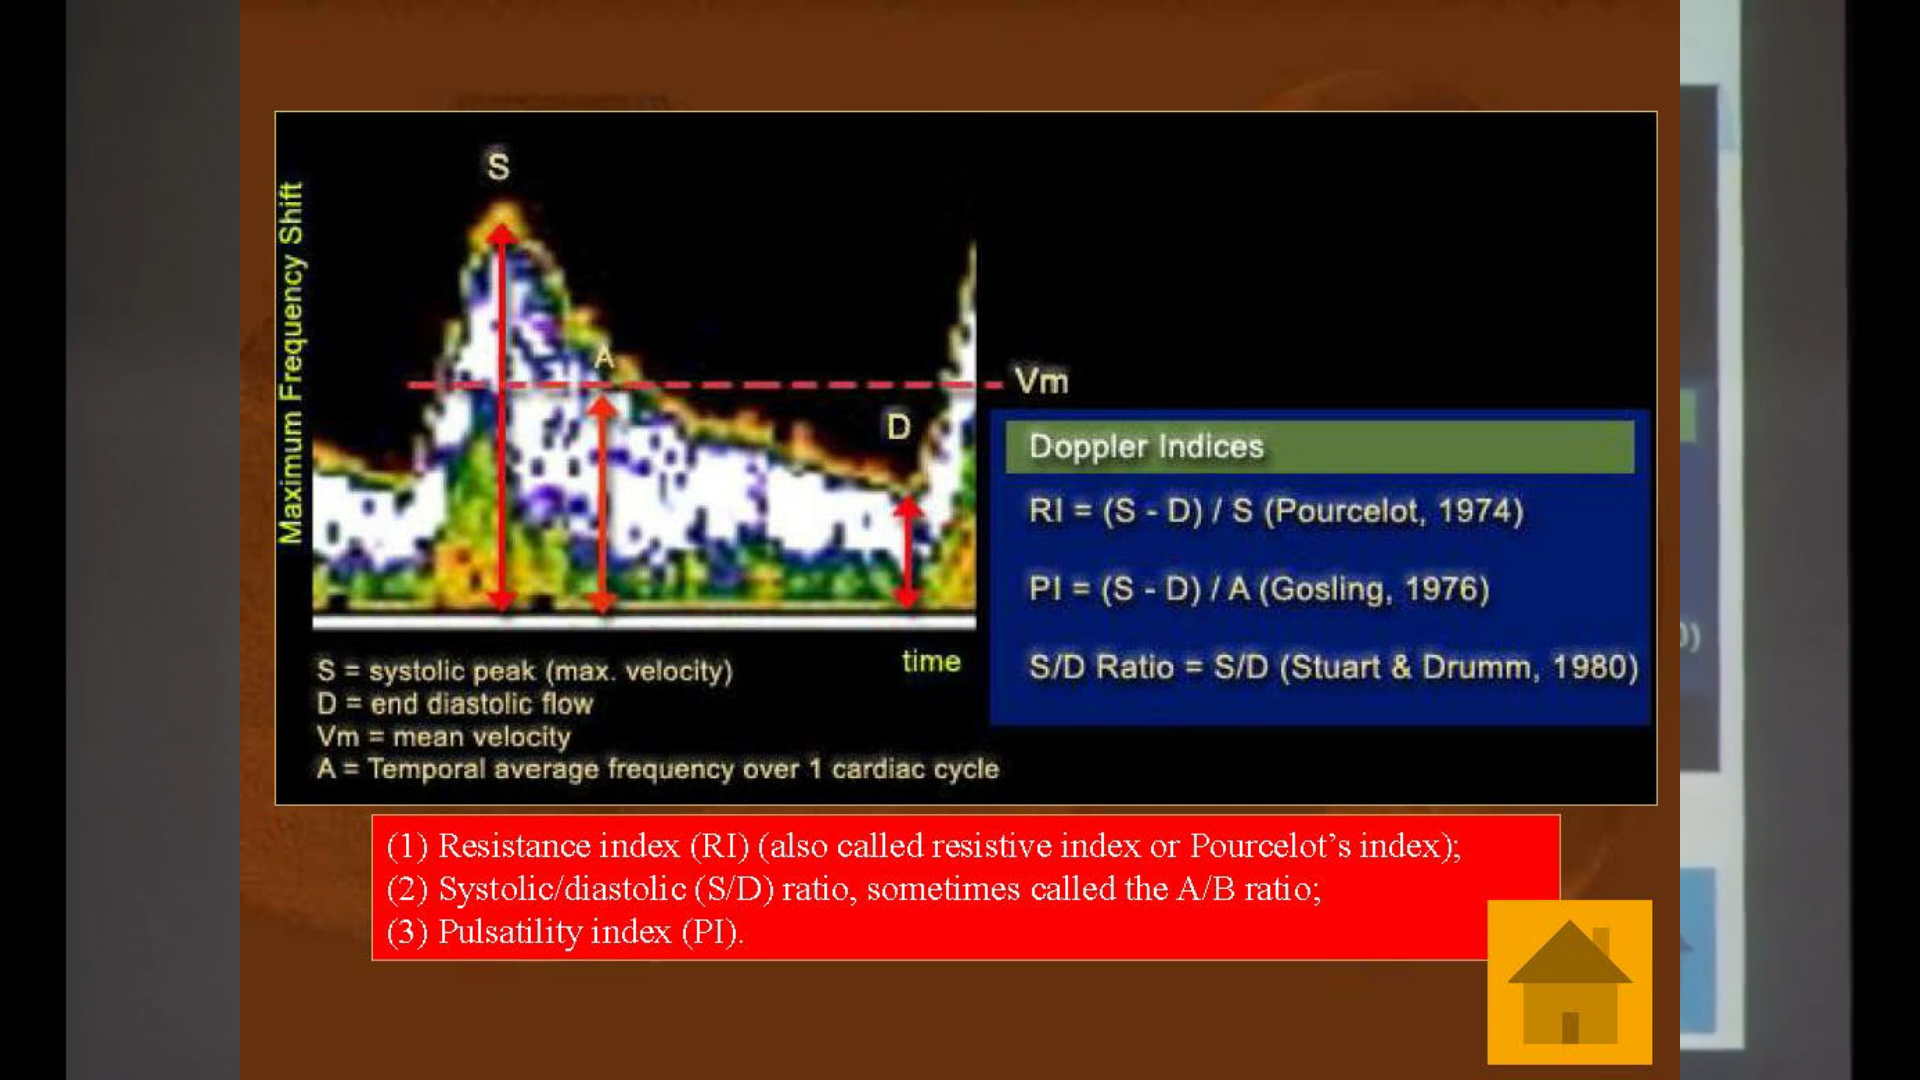 S
Maximum Frequency Shift
A
Vm
D
Doppler Indices
RI = (S - D) / S (Pourcelot, 1974)
PI = (S - D) / A (Gosling, 1976)
S/D Ratio = S/D (Stuart & Drumm, 1980)
time
S = systolic peak (max. velocity)
D = end diastolic flow
Vm = mean velocity
A = Temporal average frequency over 1 cardiac cycle
(1) Resistance index (RI) (also called resistive index or Pourcelot’s index);
(2) Systolic/diastolic (S/D) ratio, sometimes called the A/B ratio;
(3) Pulsatility index (PI).